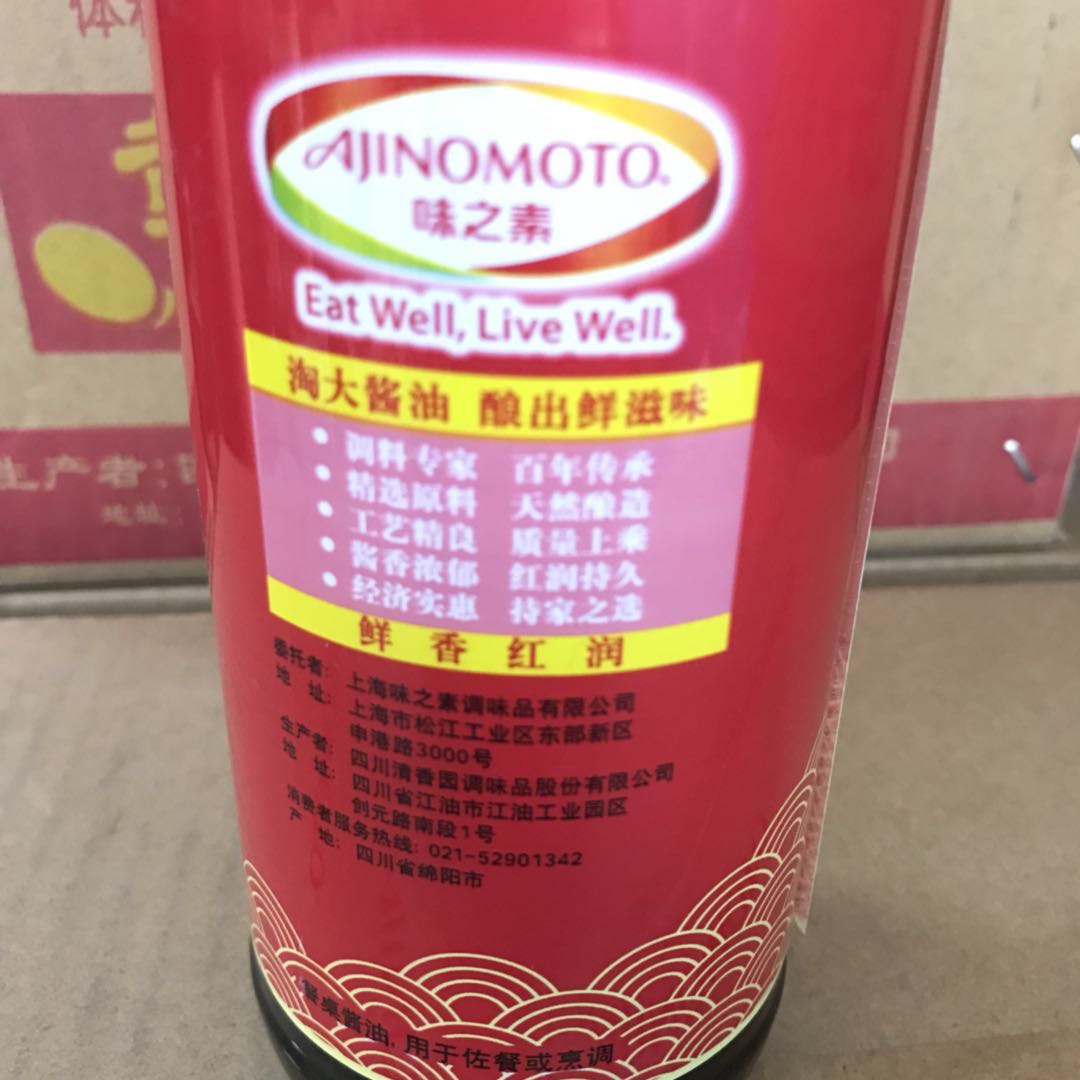 AJINOMOTO
味之素
Eat Well, Live Well.
淘大酱油 酿出鲜滋味
• 调料专家 百年传承
• 精选原料 天然酿造
• 工艺精良 质量上乘
• 酱香浓郁 红润持久
• 经济实惠 持家之选
鲜香红润
委托者: 上海味之素调味品有限公司
地 址: 上海市松江工业区东部新区
申港路3000号
生产者: 四川清香园调味品股份有限公司
地 址: 四川省江油市江油工业园区
创元路南段1号
消费者服务热线: 021-52901342
产 地: 四川省绵阳市
餐桌酱油, 用于佐餐或烹调
生产者:
地址: